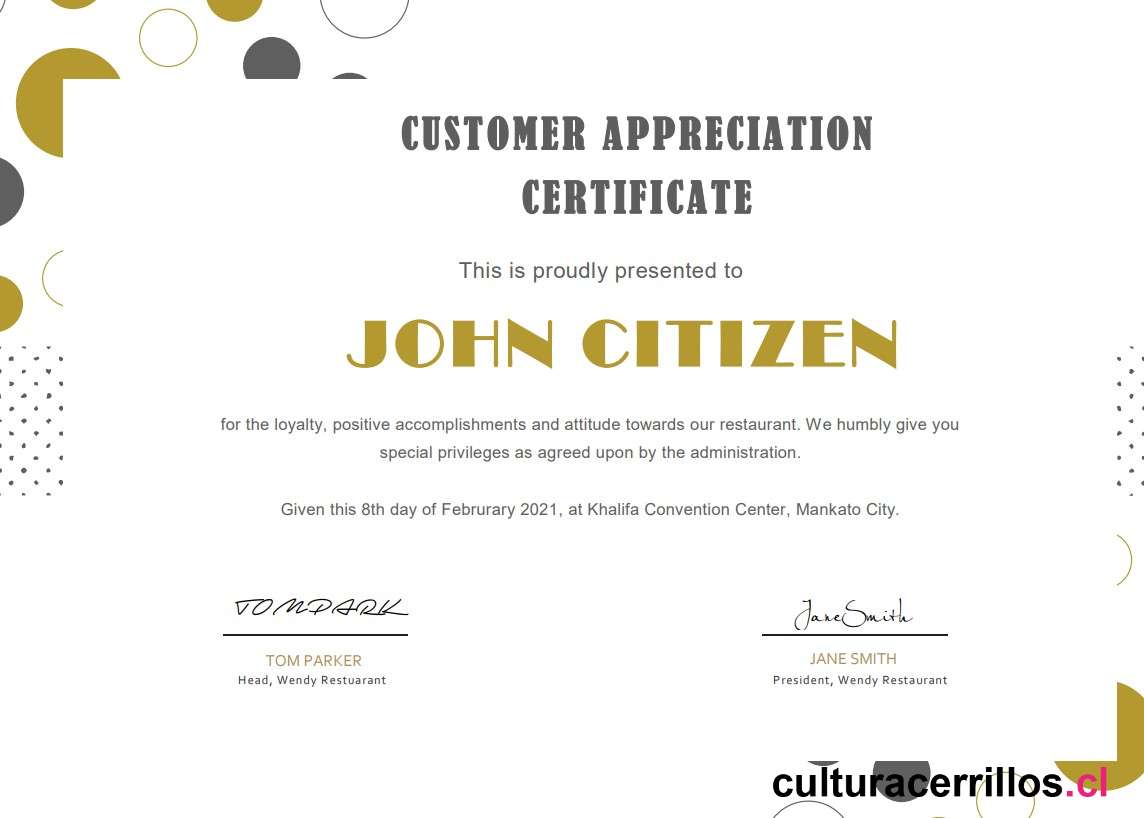 CUSTOMER APPRECIATION
CERTIFICATE
This is proudly presented to
JOHN CITIZEN
for the loyalty, positive accomplishments and attitude towards our restaurant. We humbly give you
special privileges as agreed upon by the administration.
Given this 8th day of Februrary 2021, at Khalifa Convention Center, Mankato City.
TOMPARK
JaneSmith
TOM PARKER
JANE SMITH
Head, Wendy Restuarant
President, Wendy Restaurant
culturacerrillos.cl